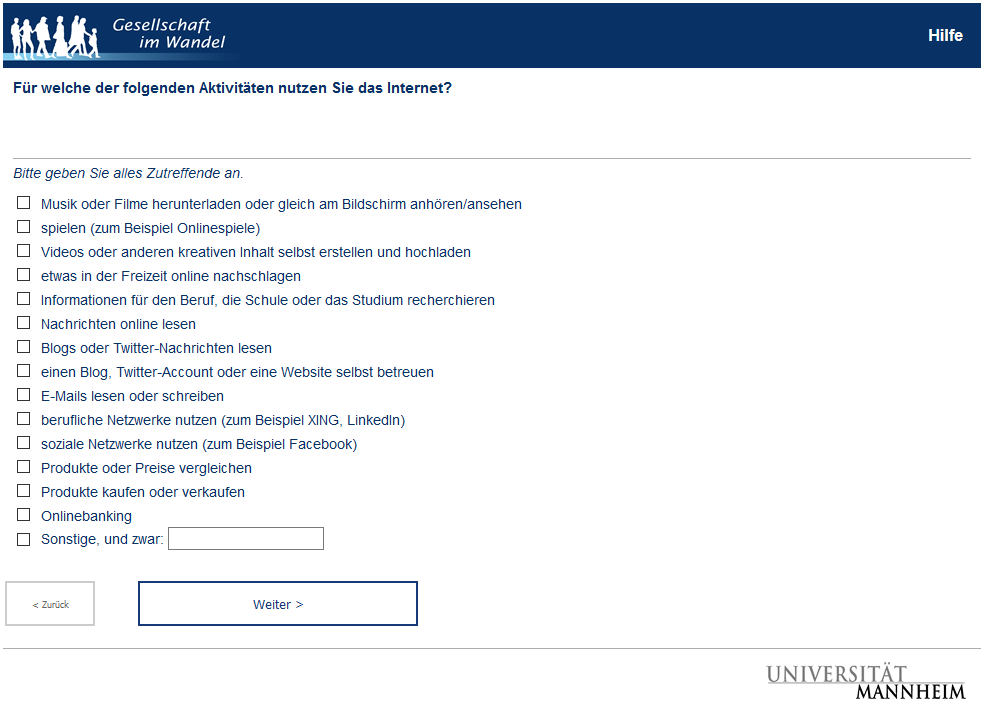 Gesellschaft
im Wandel
Hilfe
Für welche der folgenden Aktivitäten nutzen Sie das Internet?
Bitte geben Sie alles Zutreffende an.
Musik oder Filme herunterladen oder gleich am Bildschirm anhören/ansehen
spielen (zum Beispiel Onlinespiele)
Videos oder anderen kreativen Inhalt selbst erstellen und hochladen
etwas in der Freizeit online nachschlagen
Informationen für den Beruf, die Schule oder das Studium recherchieren
Nachrichten online lesen
Blogs oder Twitter-Nachrichten lesen
einen Blog, Twitter-Account oder eine Website selbst betreuen
E-Mails lesen oder schreiben
berufliche Netzwerke nutzen (zum Beispiel XING, LinkedIn)
soziale Netzwerke nutzen (zum Beispiel Facebook)
Produkte oder Preise vergleichen
Produkte kaufen oder verkaufen
Onlinebanking
Sonstige, und zwar:
< Zurück
Weiter >
UNIVERSITÄT
MANNHEIM